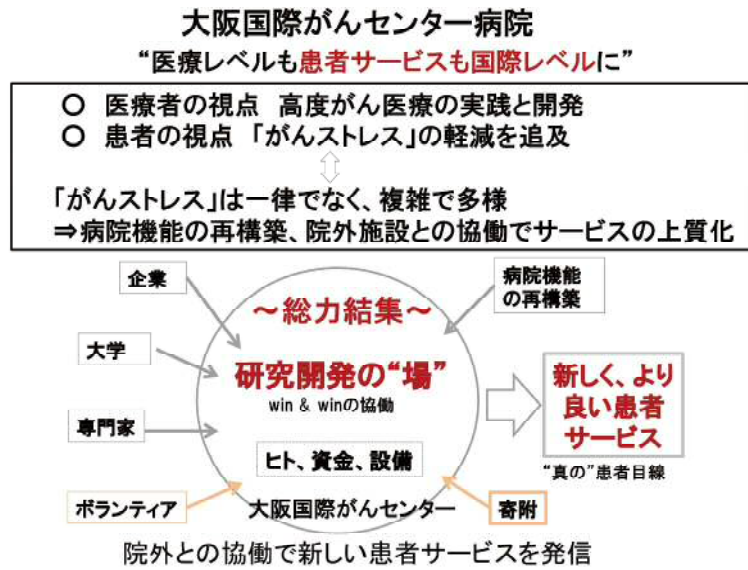 大阪国際がんセンター病院
“医療レベルも患者サービスも国際レベルに”
○ 医療者の視点 高度がん医療の実践と開発
○ 患者の視点 「がんストレス」の軽減を追及
「がんストレス」は一律でなく、複雑で多様
⇒病院機能の再構築、院外施設との協働でサービスの上質化
企業
病院機能
の再構築
～総力結集～
大学
研究開発の“場”
win & winの協働
新しく、より
良い患者
サービス
専門家
ヒト、資金、設備
“真の”患者目線
ボランティア
大阪国際がんセンター
寄附
院外との協働で新しい患者サービスを発信